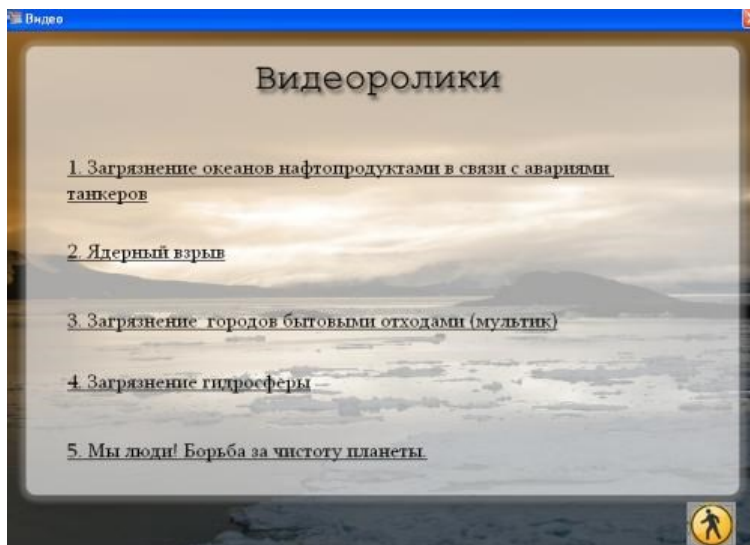 Видео
Видеоролики
1. Загрязнение океанов нафтопродуктами в связи с авариями
танкеров
2. Ядерный взрыв
3. Загрязнение городов бытовыми отходами (мультик)
4. Загрязнение гидросферы
5. Мы люди! Борьба за чистоту планеты.